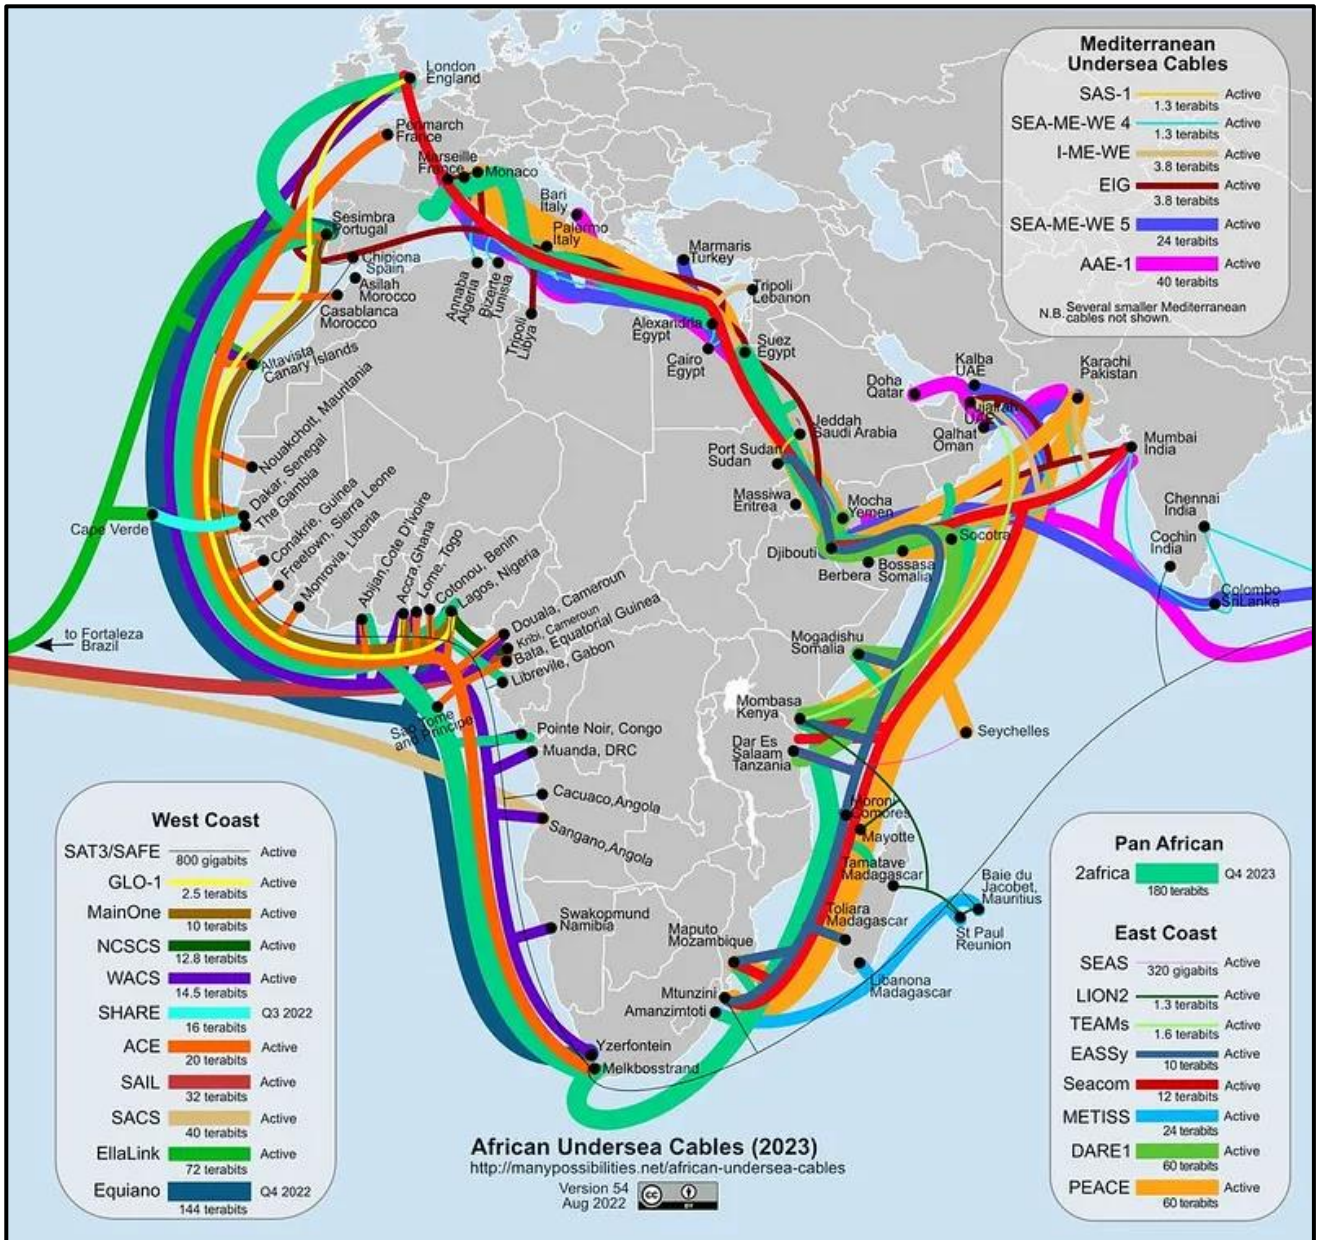 London
England
Penmarch
France
Marseille
France
Monaco
Bari
Italy
Palermo
Italy
Sesimbra
Portugal
Chipiona
Spain
Asilah
Morocco
Casablanca
Morocco
Annaba
Algeria
Bizerte
Tunisia
Tripoli
Libya
Marmaris
Turkey
Tripoli
Lebanon
Alexandria
Egypt
Cairo
Egypt
Suez
Egypt
Altavista
Canary Islands
Nouakchott, Mauritania
Dakar, Senegal
The Gambia
Conakrie, Guinea
Freetown, Sierra Leone
Monrovia, Liberia
Abijan,Cote D'Ivoire
Accra,Ghana
Lome, Togo
Cotonou, Benin
Lagos, Nigeria
Douala, Cameroun
Kribi, Cameroun
Bata, Equatorial Guinea
Librevile, Gabon
Cape Verde
to Fortaleza
Brazil
Sao Tome
and Principe
Pointe Noir, Congo
Muanda, DRC
Cacuaco,Angola
Sangano,Angola
Swakopmund
Namibia
Yzerfontein
Melkbosstrand
Doha
Qatar
Kalba
UAE
Fujairah
UAE
Qalhat
Oman
Karachi
Pakistan
Mumbai
India
Chennai
India
Cochin
India
Colombo
SriLanka
Jeddah
Saudi Arabia
Port Sudan
Sudan
Massiwa
Eritrea
Mocha
Yemen
Djibouti
Berbera
Bossasa
Somalia
Socotra
Mogadishu
Somalia
Mombasa
Kenya
Dar Es
Salaam
Tanzania
Seychelles
Moroni
Comores
Mayotte
Tamatave
Madagascar
Toliara
Madagascar
Baie du
Jacobet,
Mauritius
St Paul
Reunion
Libanona
Madagascar
Maputo
Mozambique
Mtunzini
Amanzimtoti
Mediterranean
Undersea Cables
SAS-1 Active
1.3 terabits
SEA-ME-WE 4 Active
1.3 terabits
I-ME-WE Active
3.8 terabits
EIG Active
3.8 terabits
SEA-ME-WE 5 Active
24 terabits
AAE-1 Active
40 terabits
N.B. Several smaller Mediterranean
cables not shown.
West Coast
SAT3/SAFE Active
800 gigabits
GLO-1 Active
2.5 terabits
MainOne Active
10 terabits
NCSCS Active
12.8 terabits
WACS Active
14.5 terabits
SHARE Q3 2022
16 terabits
ACE Active
20 terabits
SAIL Active
32 terabits
SACS Active
40 terabits
EllaLink Active
72 terabits
Equiano Q4 2022
144 terabits
Pan African
2africa Q4 2023
180 terabits
East Coast
SEAS Active
320 gigabits
LION2 Active
1.3 terabits
TEAMs Active
1.6 terabits
EASSy Active
10 terabits
Seacom Active
12 terabits
METISS Active
24 terabits
DARE1 Active
60 terabits
PEACE Active
60 terabits
African Undersea Cables (2023)
http://manypossibilities.net/african-undersea-cables
Version 54
Aug 2022
cc
BY